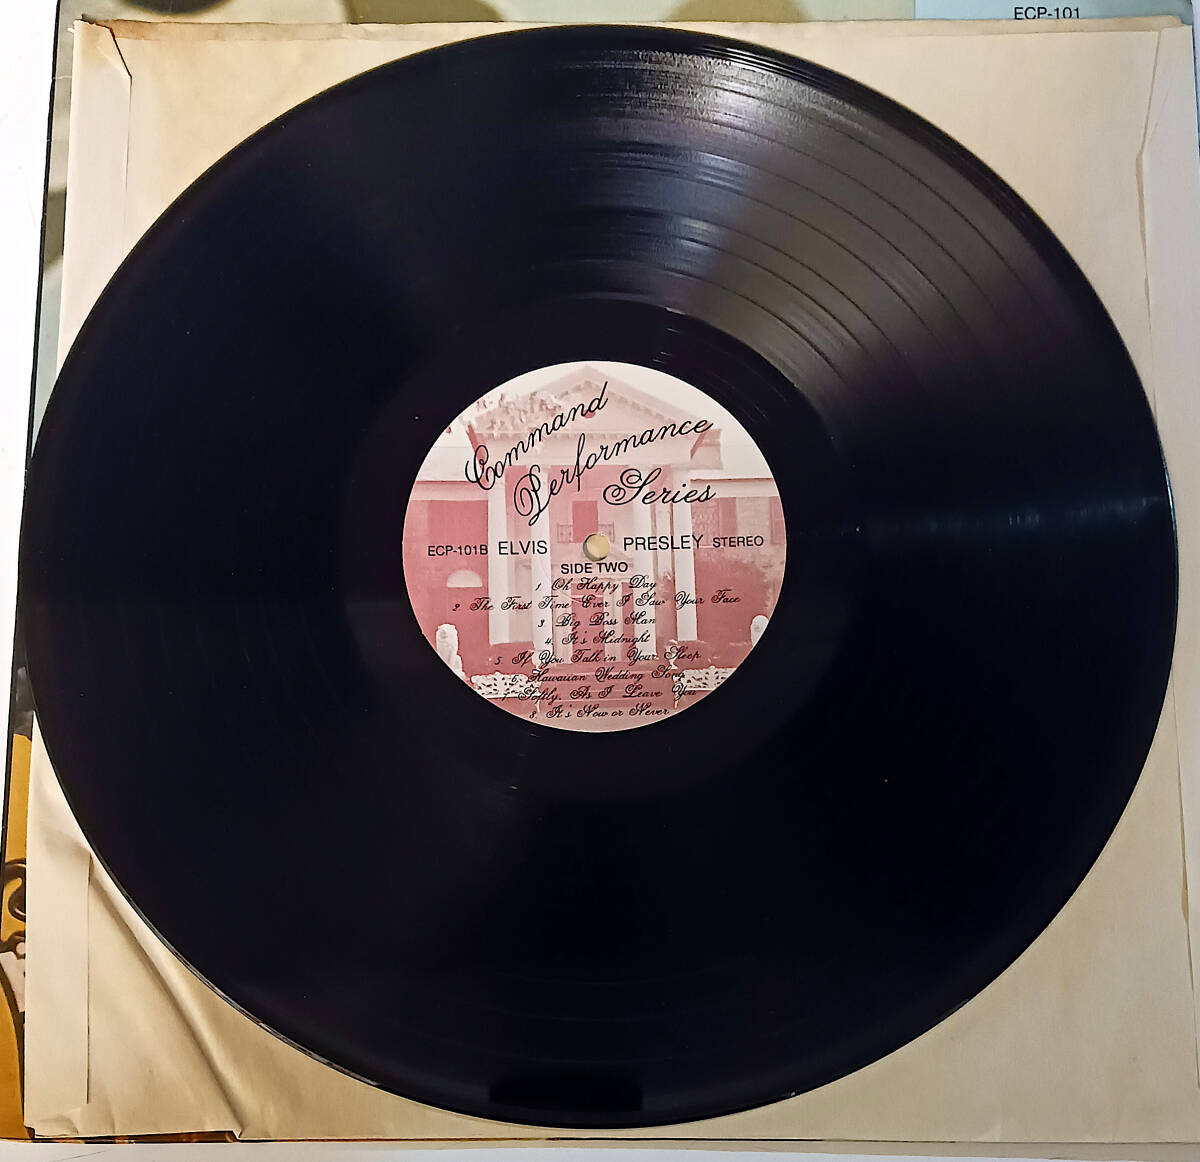 ECP-101
Command
Performance
Series
ECP-101B ELVIS PRESLEY STEREO
SIDE TWO
1 Oh Happy Day
2. The First Time Ever I Saw Your Face
3 Big Boss Man
4. It's Midnight
5. If You Talk in Your Sleep
6. Hawaiian Wedding Song
7 Softly, As I Leave You
8. It's Now or Never